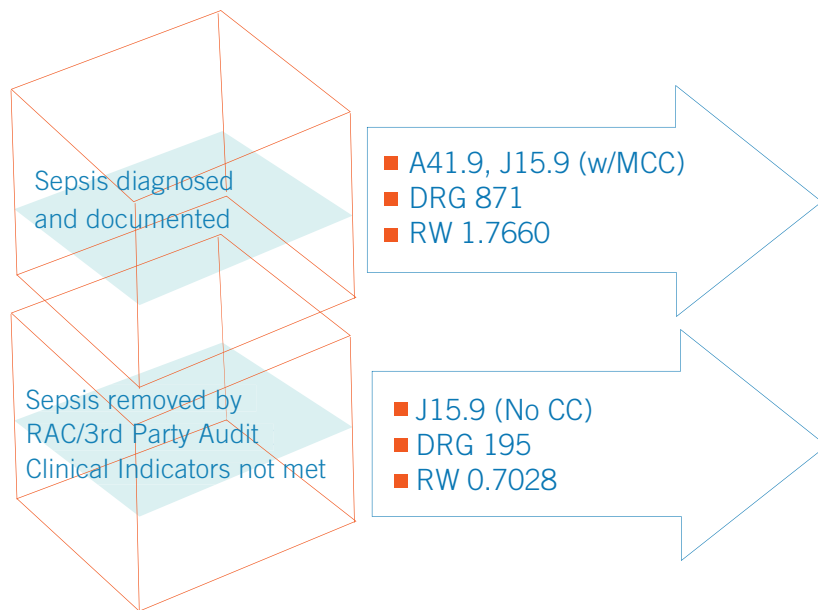 Sepsis diagnosed
and documented
■ A41.9, J15.9 (w/MCC)
■ DRG 871
■ RW 1.7660
Sepsis removed by
RAC/3rd Party Audit
Clinical Indicators not met
■ J15.9 (No CC)
■ DRG 195
■ RW 0.7028